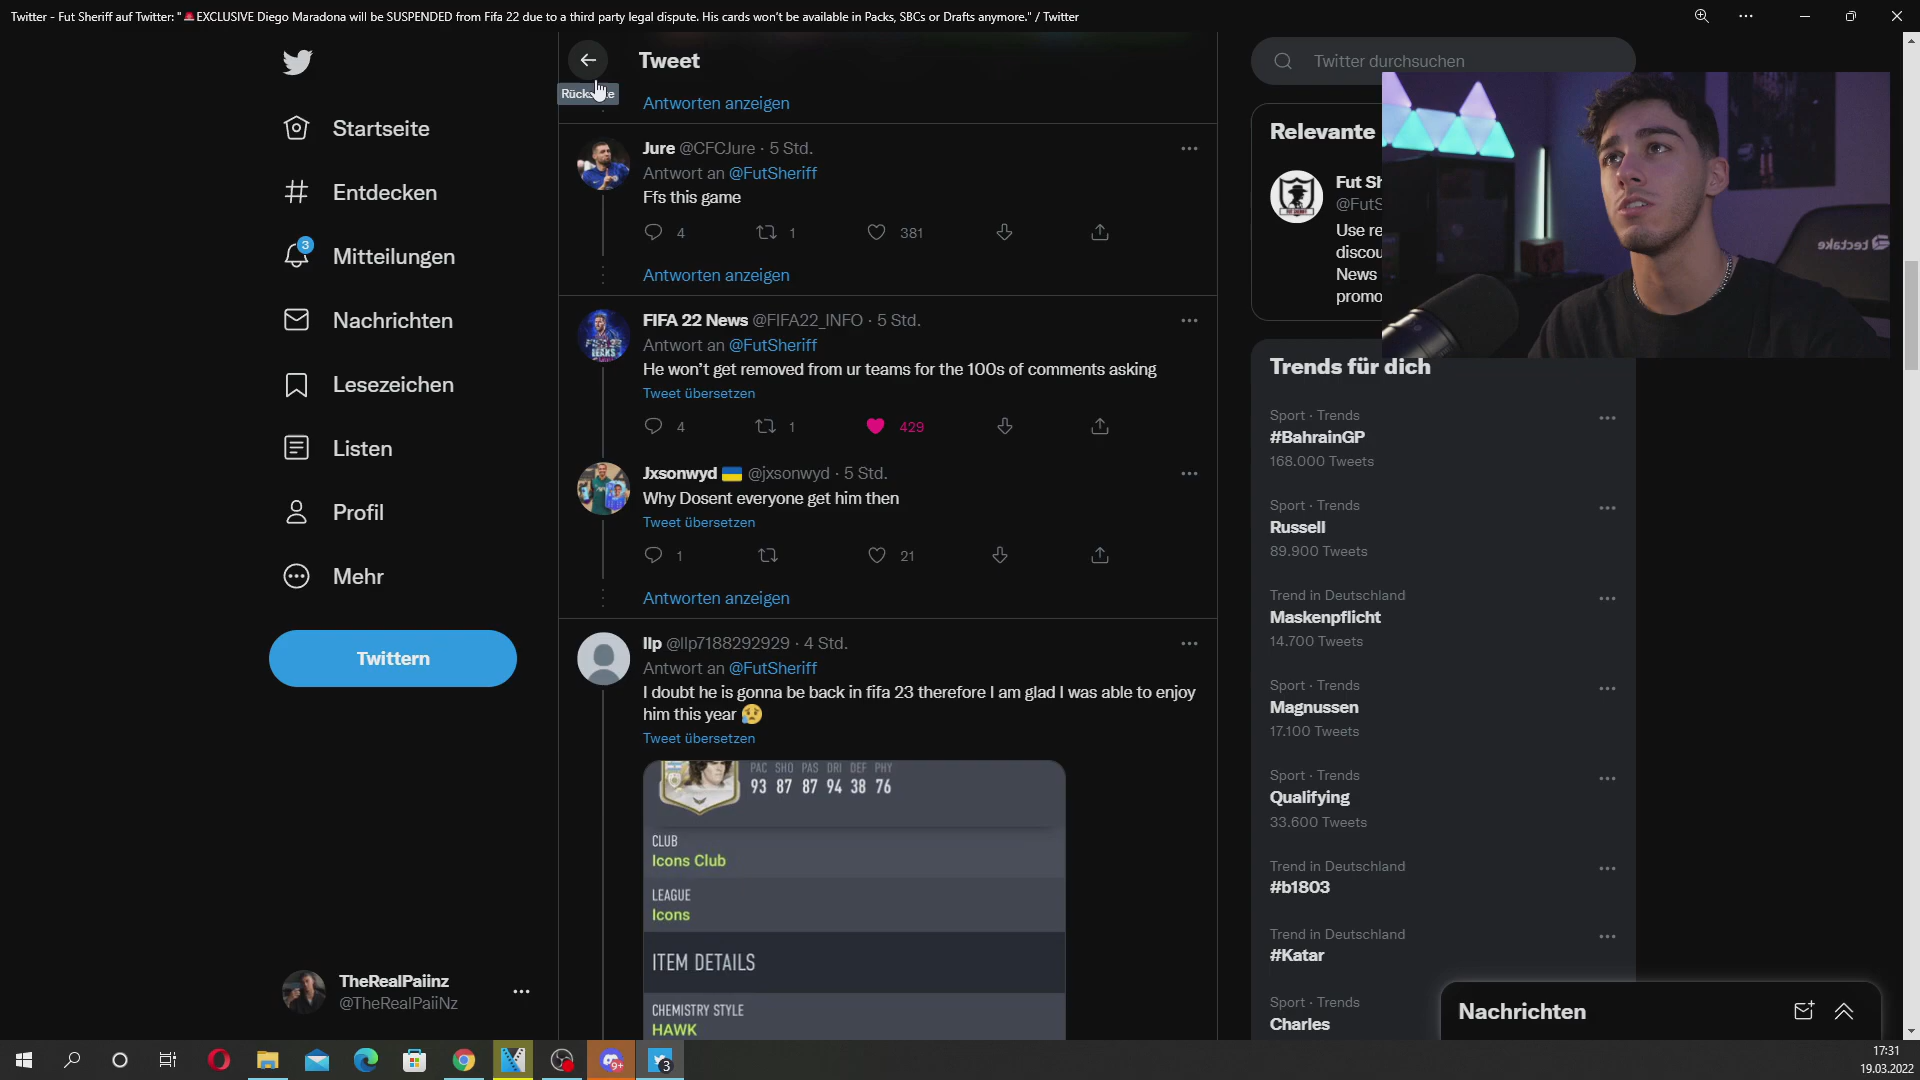 Twitter - Fut Sheriff auf Twitter: "🚨EXCLUSIVE Diego Maradona will be SUSPENDED from Fifa 22 due to a third party legal dispute. His cards won't be available in Packs, SBCs or Drafts anymore." / Twitter
Startseite
Entdecken
3
Mitteilungen
Nachrichten
Lesezeichen
Listen
Profil
Mehr
Twittern
TheRealPaiinz
@TheRealPaiiNz
Tweet
Antworten anzeigen
Jure @CFCJure · 5 Std.
Antwort an @FutSheriff
Ffs this game
4 1 381
Antworten anzeigen
FIFA 22 News @FIFA22_INFO · 5 Std.
Antwort an @FutSheriff
He won't get removed from ur teams for the 100s of comments asking
Tweet übersetzen
4 1 429
Jxsonwyd 🇺🇦 @jxsonwyd · 5 Std.
Why Dosent everyone get him then
Tweet übersetzen
1 21
Antworten anzeigen
llp @llp7188292929 · 4 Std.
Antwort an @FutSheriff
I doubt he is gonna be back in fifa 23 therefore I am glad I was able to enjoy
him this year 😥
Tweet übersetzen
PAC SHO PAS DRI DEF PHY
93 87 87 94 38 76
CLUB
Icons Club
LEAGUE
Icons
ITEM DETAILS
CHEMISTRY STYLE
HAWK
Twitter durchsuchen
Relevante
Fut Sh
Use re
discou
News
promo
tectake
Trends für dich
Sport · Trends
#BahrainGP
168.000 Tweets
Sport · Trends
Russell
89.900 Tweets
Trend in Deutschland
Maskenpflicht
14.700 Tweets
Sport · Trends
Magnussen
17.100 Tweets
Sport · Trends
Qualifying
33.600 Tweets
Trend in Deutschland
#b1803
Trend in Deutschland
#Katar
Sport · Trends
Charles
Nachrichten
9+
3
17:31
19.03.2022